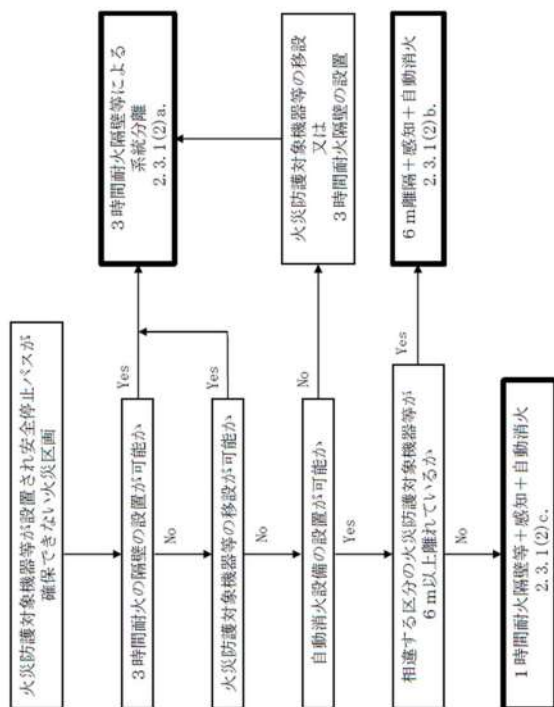 火災防護対象機器等が設置され安全停止パスが
確保できない火災区画
3時間耐火の隔壁の設置が可能か
Yes
3時間耐火隔壁等による
系統分離
2.3.1(2)a.
No
火災防護対象機器等の移設が可能か
Yes
No
自動消火設備の設置が可能か
No
火災防護対象機器等の移設
又は
3時間耐火隔壁の設置
Yes
相違する区分の火災防護対象機器等が
6m以上離れているか
Yes
6m離隔+感知+自動消火
2.3.1(2)b.
No
1時間耐火隔壁等+感知+自動消火
2.3.1(2)c.